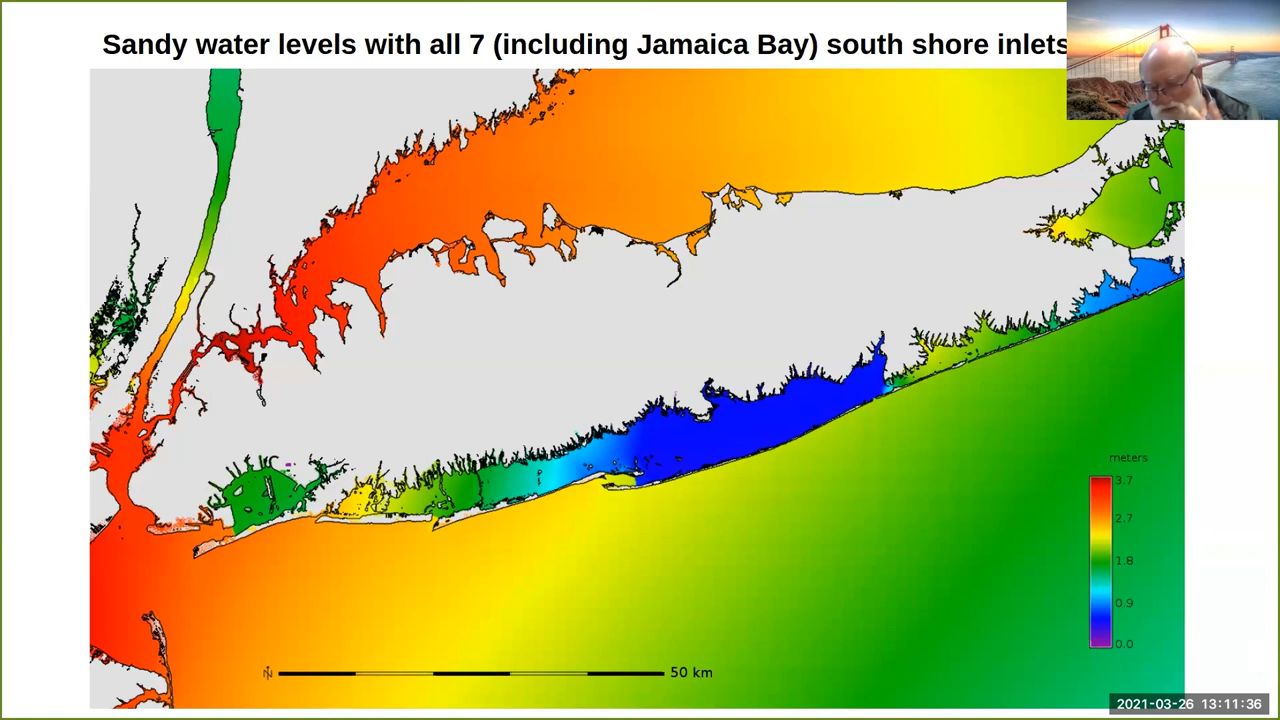 Sandy water levels with all 7 (including Jamaica Bay) south shore inlets
meters
3.7
2.7
1.8
0.9
0.0
N
50 km
2021-03-26 13:11:36